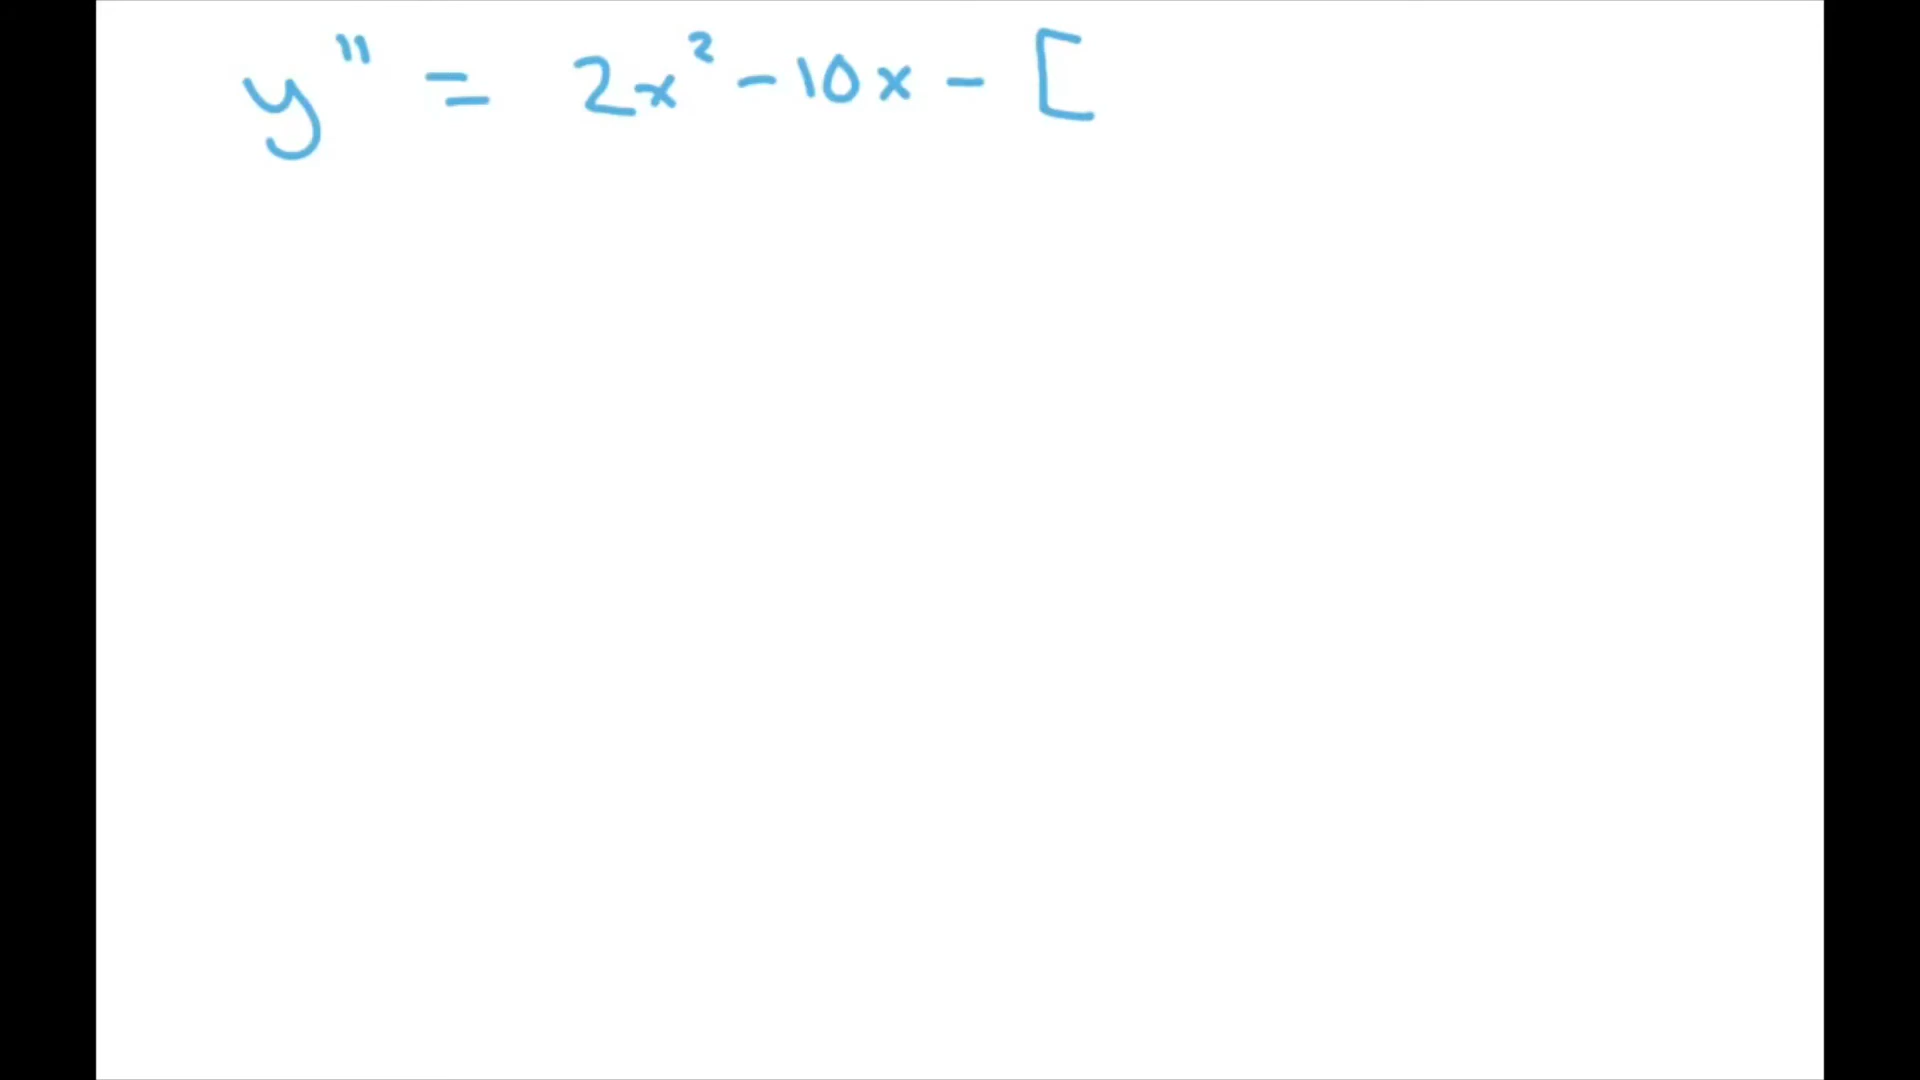 y'' = 2x² - 10x - [